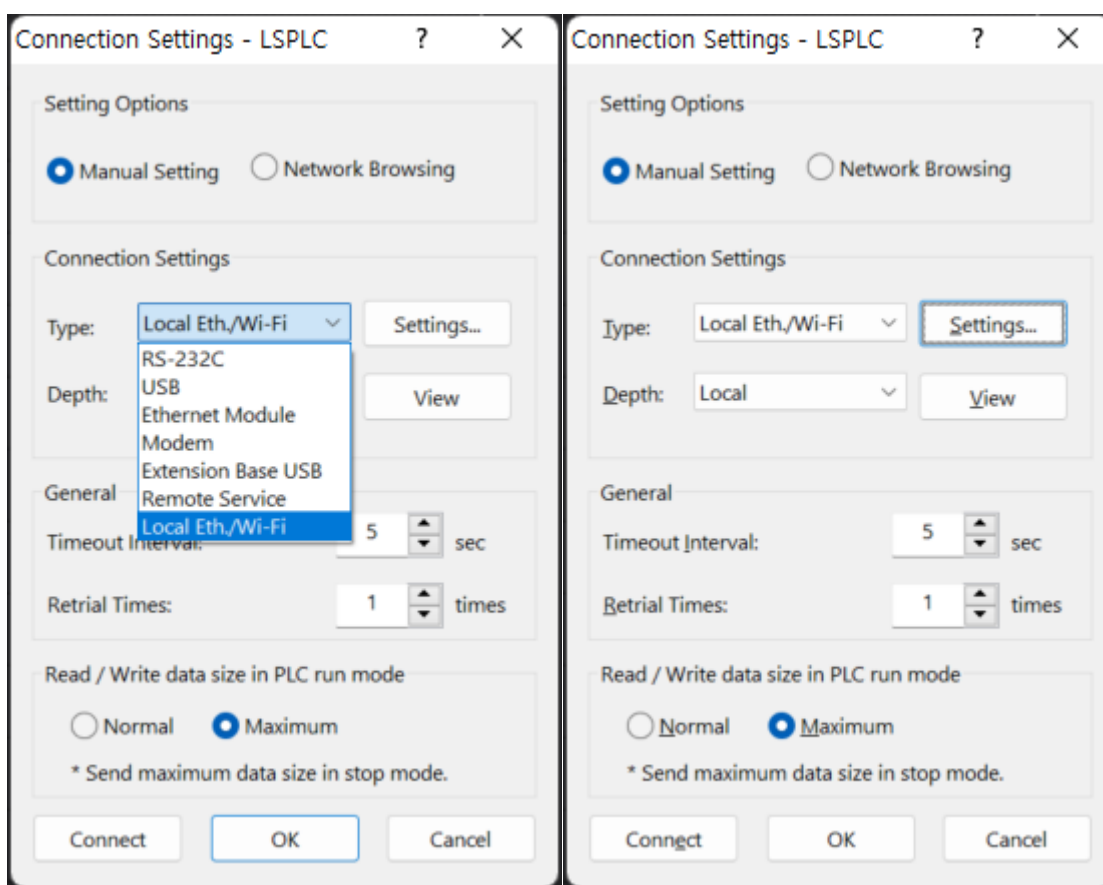 Connection Settings - LSPLC ? ×
Setting Options
Manual Setting Network Browsing
Connection Settings
Type: Local Eth./Wi-Fi Settings...
RS-232C
USB
Depth: View
Ethernet Module
Modem
Extension Base USB
General
Remote Service
Local Eth./Wi-Fi
Timeout Interval: 5 sec
Retrial Times: 1 times
Read / Write data size in PLC run mode
Normal Maximum
* Send maximum data size in stop mode.
Connect OK Cancel
Connection Settings - LSPLC ? ×
Setting Options
Manual Setting Network Browsing
Connection Settings
Type: Local Eth./Wi-Fi Settings...
Depth: Local View
General
Timeout Interval: 5 sec
Retrial Times: 1 times
Read / Write data size in PLC run mode
Normal Maximum
* Send maximum data size in stop mode.
Connect OK Cancel